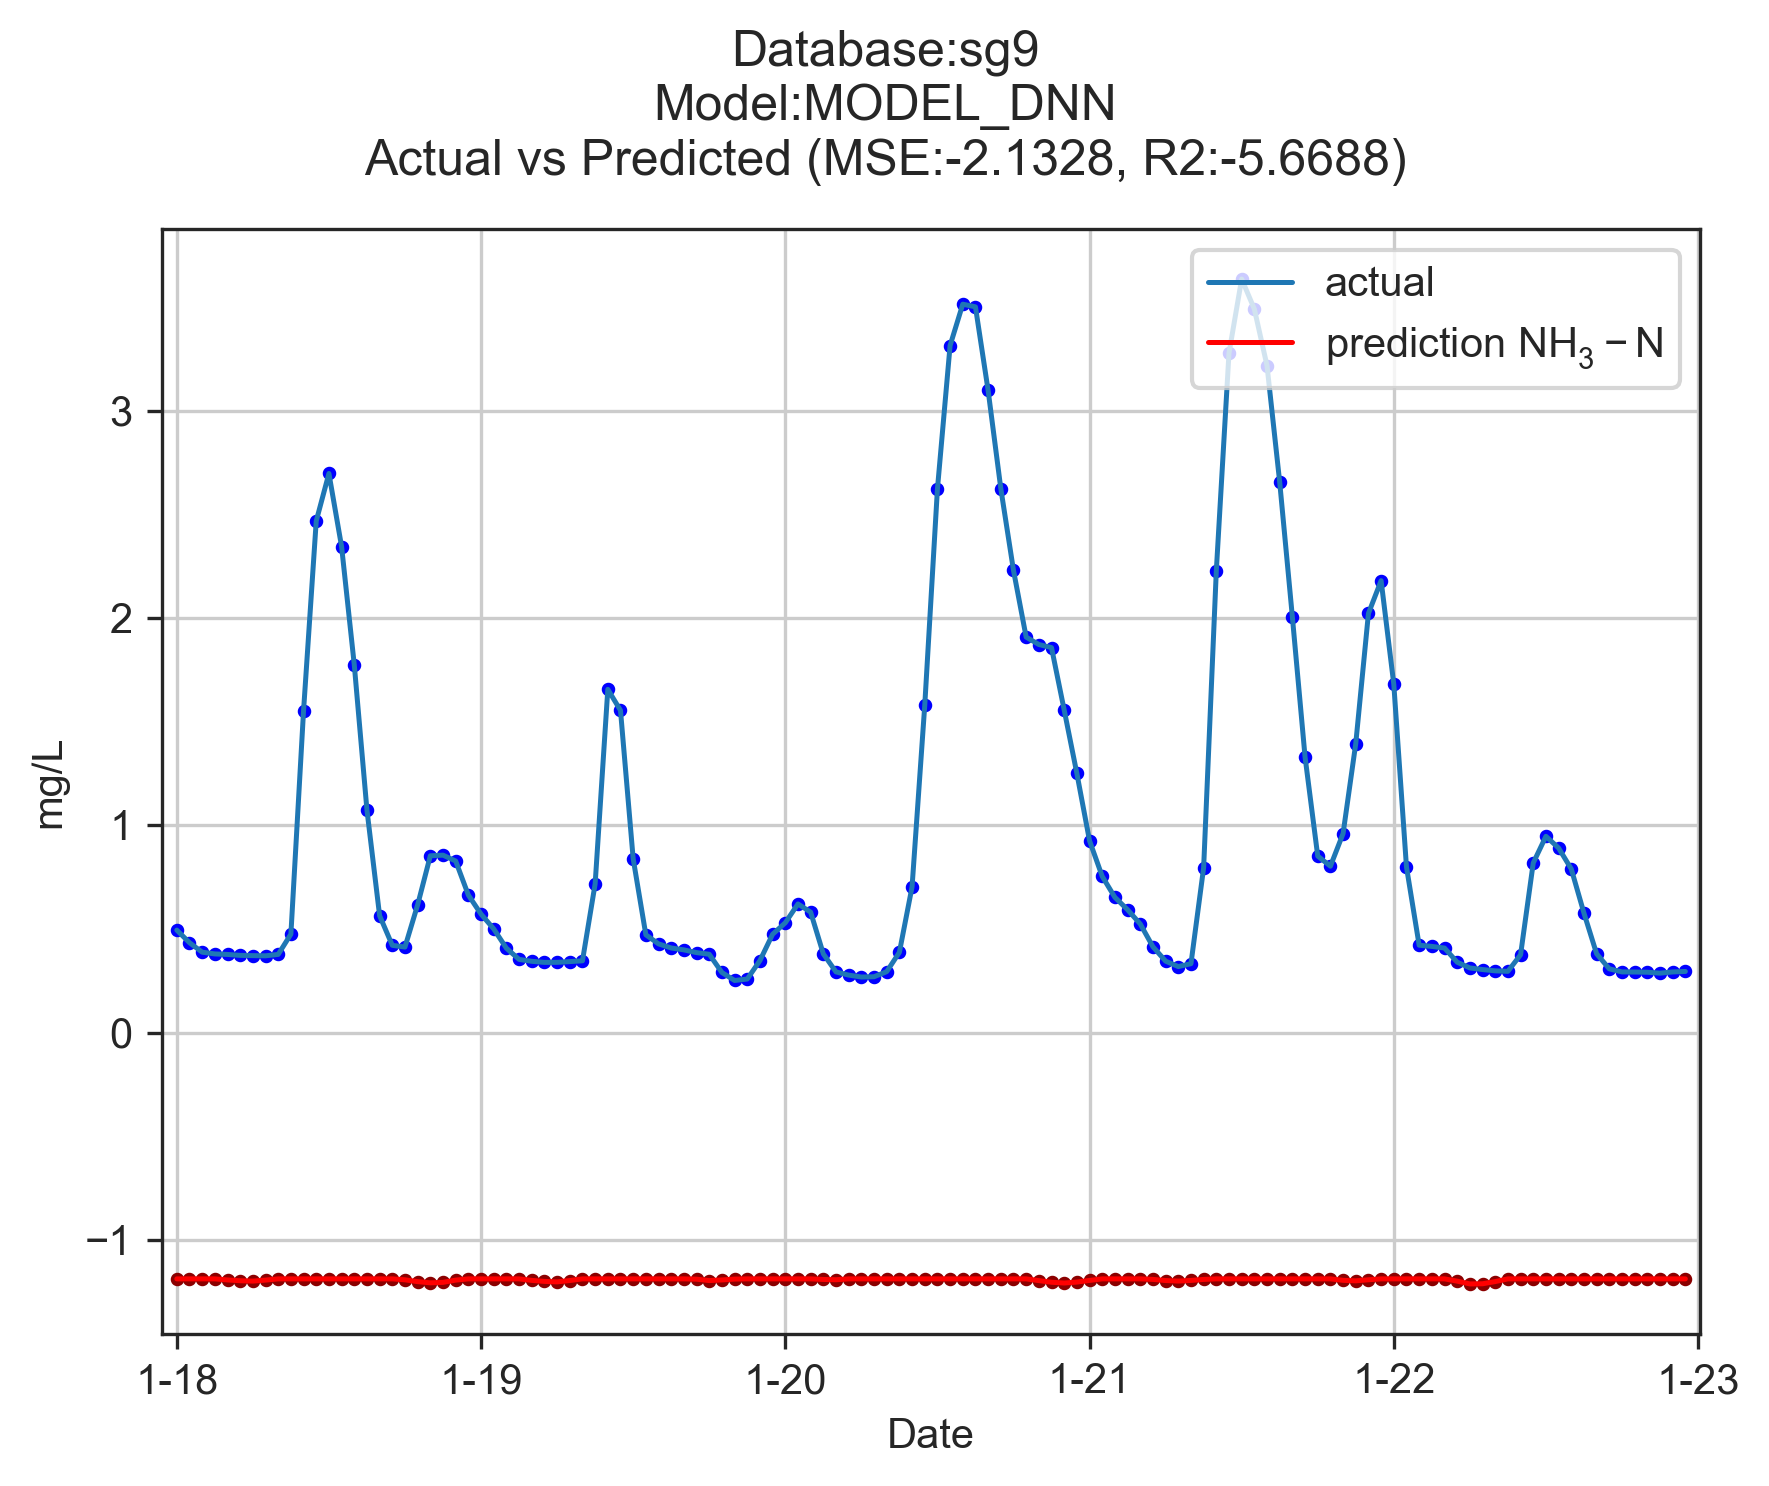 Database:sg9
Model:MODEL_DNN
Actual vs Predicted (MSE:-2.1328, R2:-5.6688)
actual
prediction NH₃ − N
3
2
1
0
−1
mg/L
1-18 1-19 1-20 1-21 1-22 1-23
Date